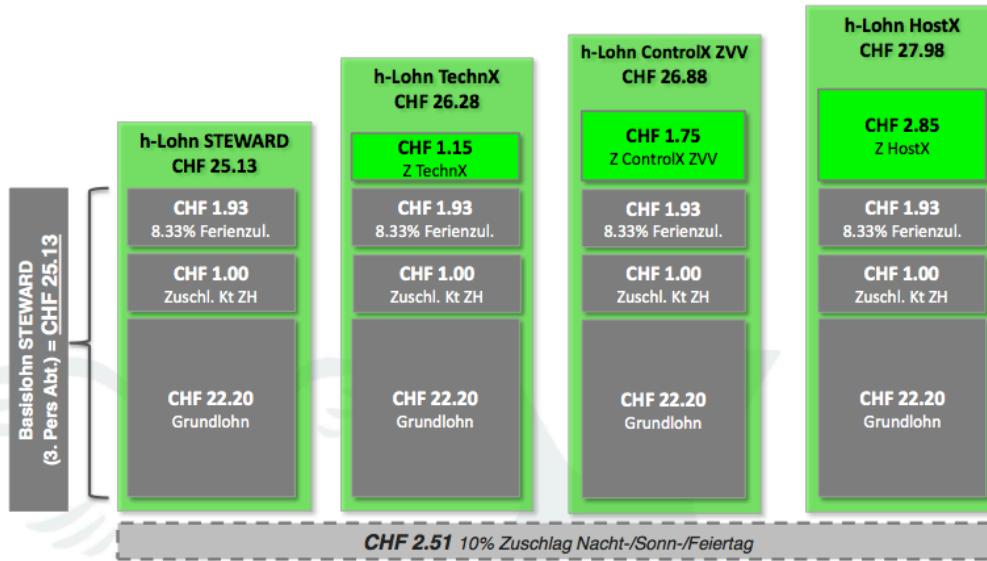 h-Lohn STEWARD
CHF 25.13
CHF 1.93
8.33% Ferienzul.
CHF 1.00
Zuschl. Kt ZH
CHF 22.20
Grundlohn
h-Lohn TechnX
CHF 26.28
CHF 1.15
Z TechnX
CHF 1.93
8.33% Ferienzul.
CHF 1.00
Zuschl. Kt ZH
CHF 22.20
Grundlohn
h-Lohn ControlX ZVV
CHF 26.88
CHF 1.75
Z ControlX ZVV
CHF 1.93
8.33% Ferienzul.
CHF 1.00
Zuschl. Kt ZH
CHF 22.20
Grundlohn
h-Lohn HostX
CHF 27.98
CHF 2.85
Z HostX
CHF 1.93
8.33% Ferienzul.
CHF 1.00
Zuschl. Kt ZH
CHF 22.20
Grundlohn
Basislohn STEWARD
(3. Pers Abt.) = CHF 25.13
CHF 2.51 10% Zuschlag Nacht-/Sonn-/Feiertag